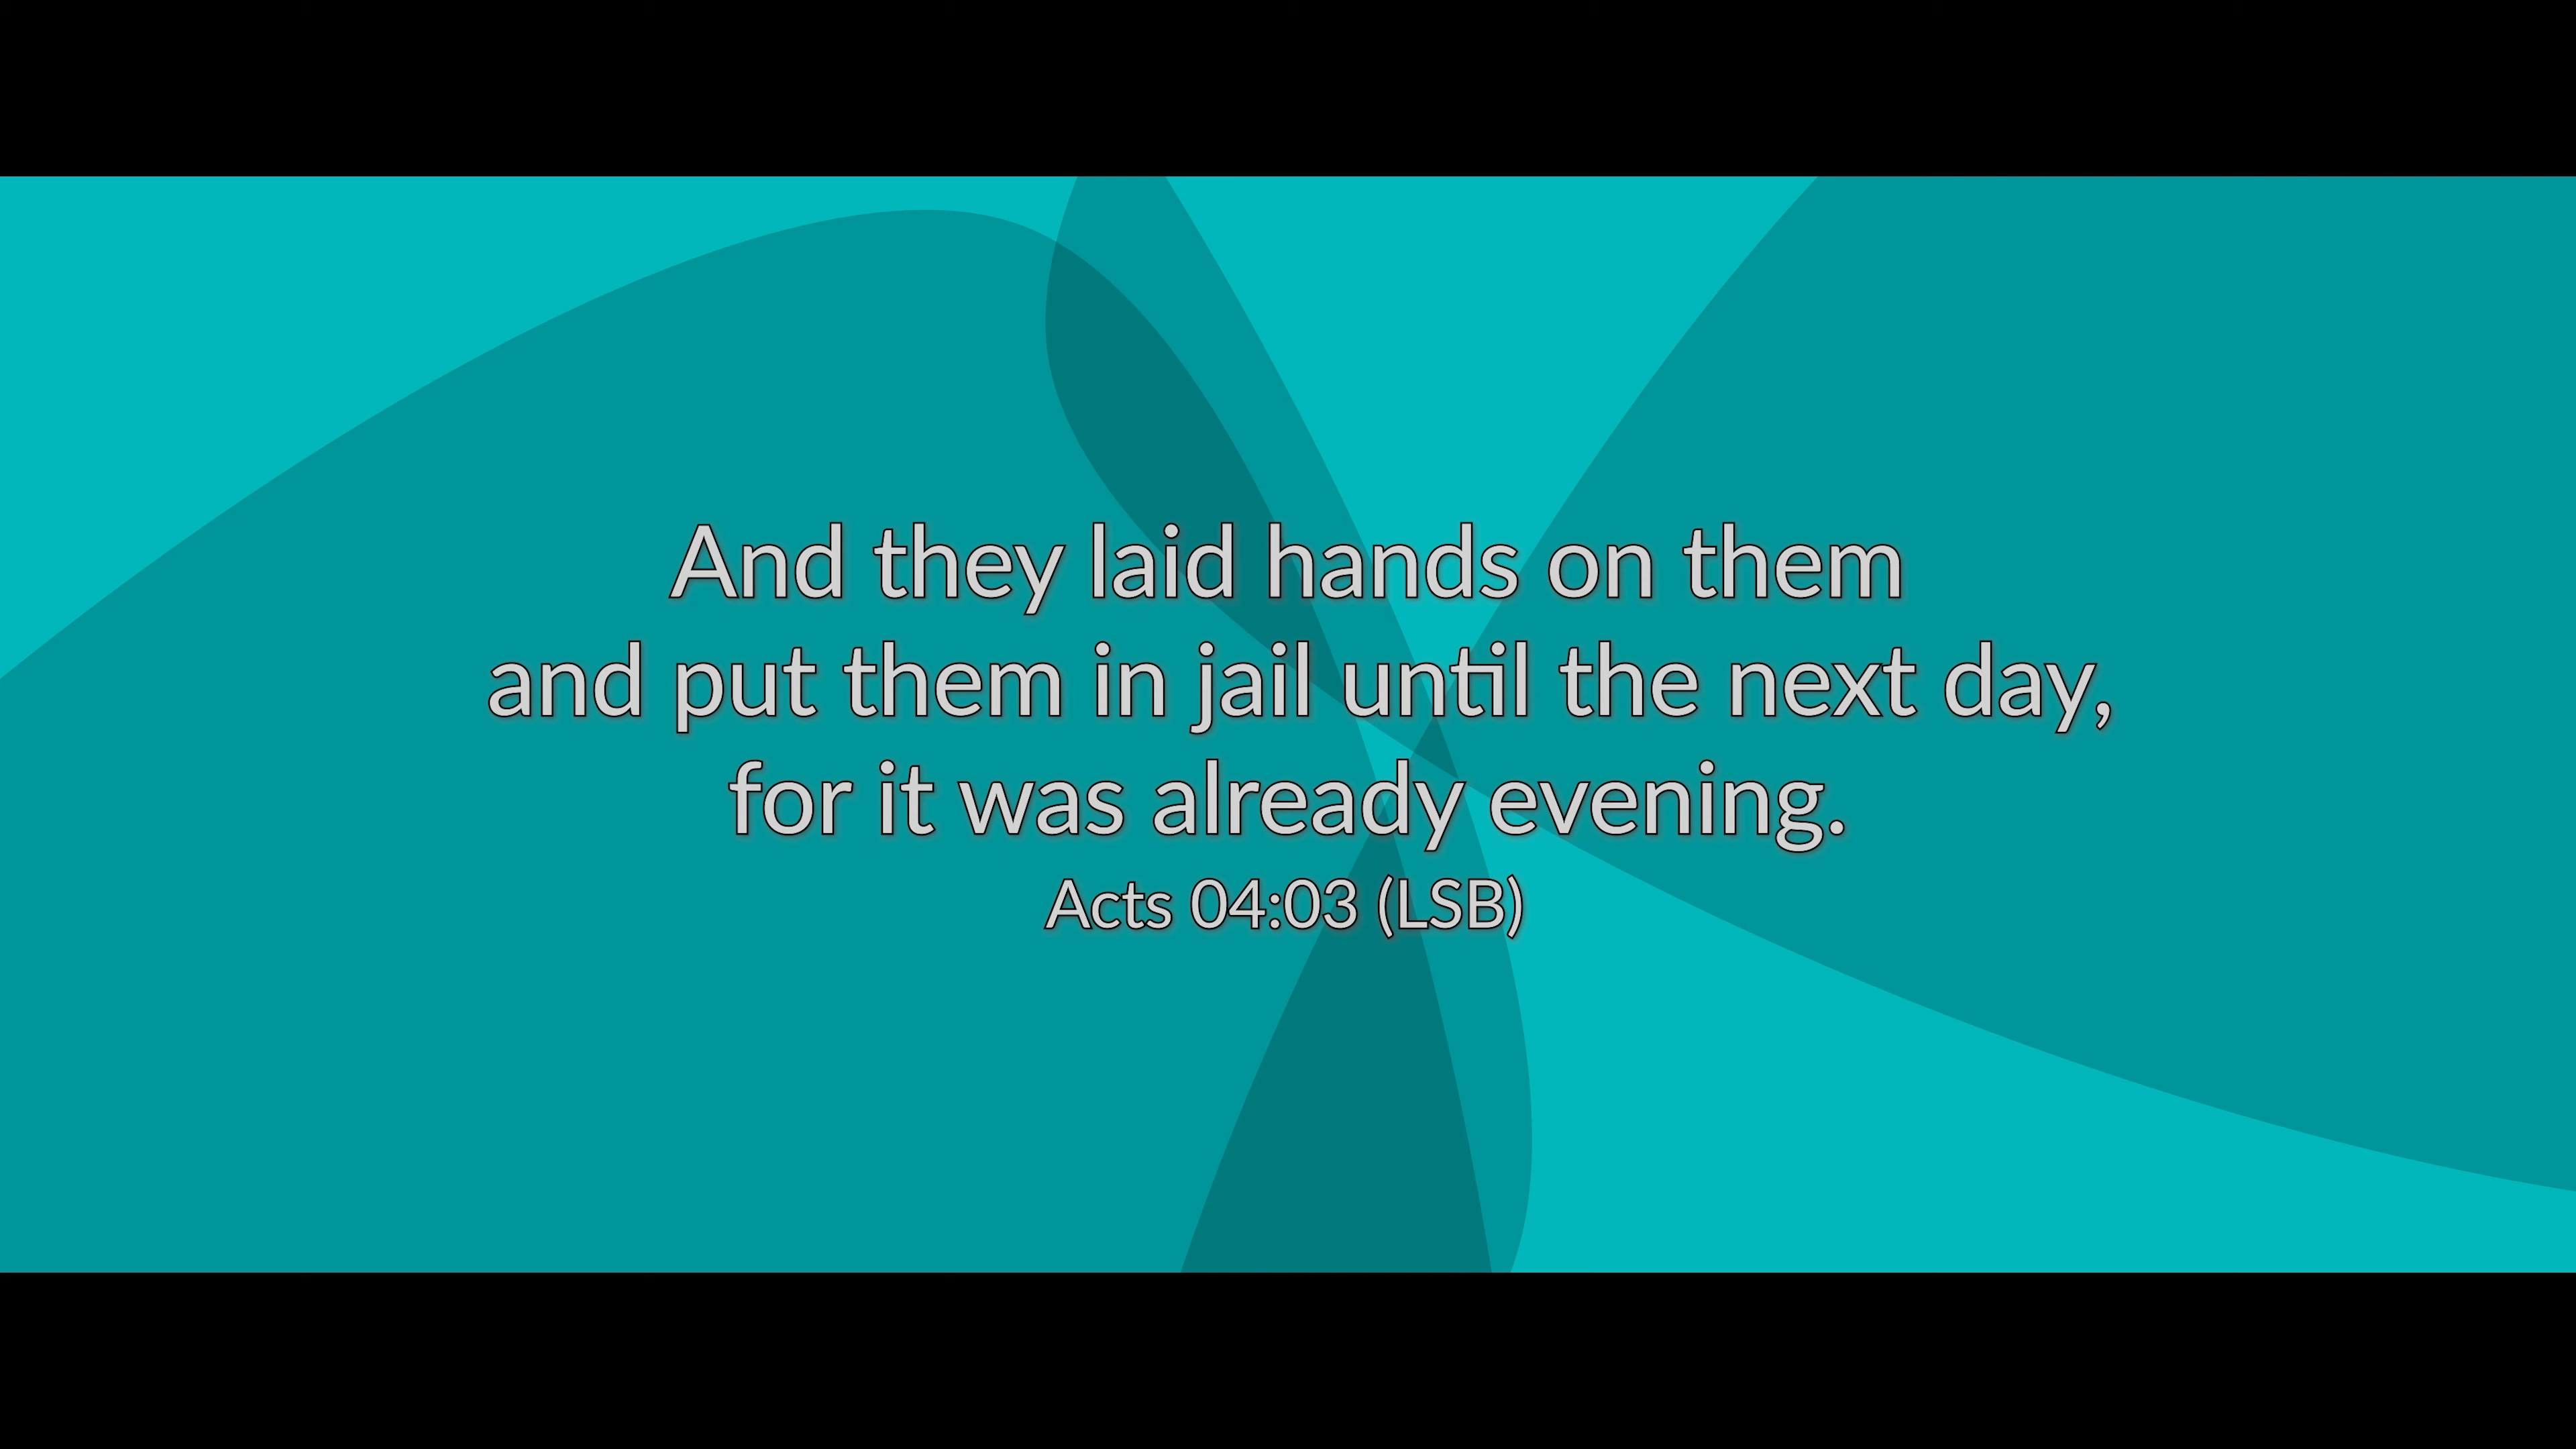 And they laid hands on them
and put them in jail until the next day,
for it was already evening.
Acts 04:03 (LSB)